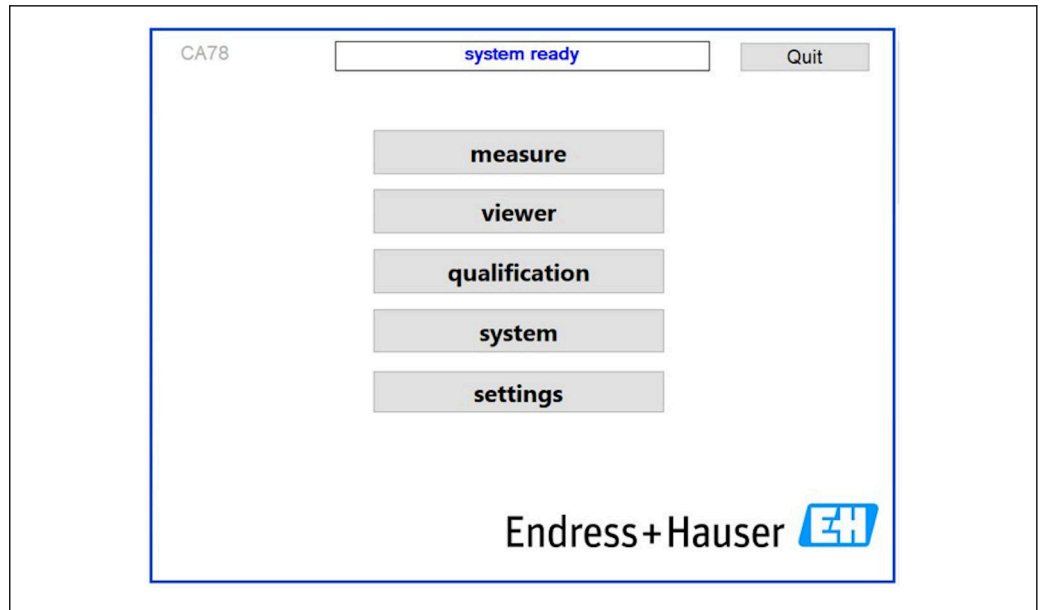 CA78
system ready
Quit
measure
viewer
qualification
system
settings
Endress+Hauser EH